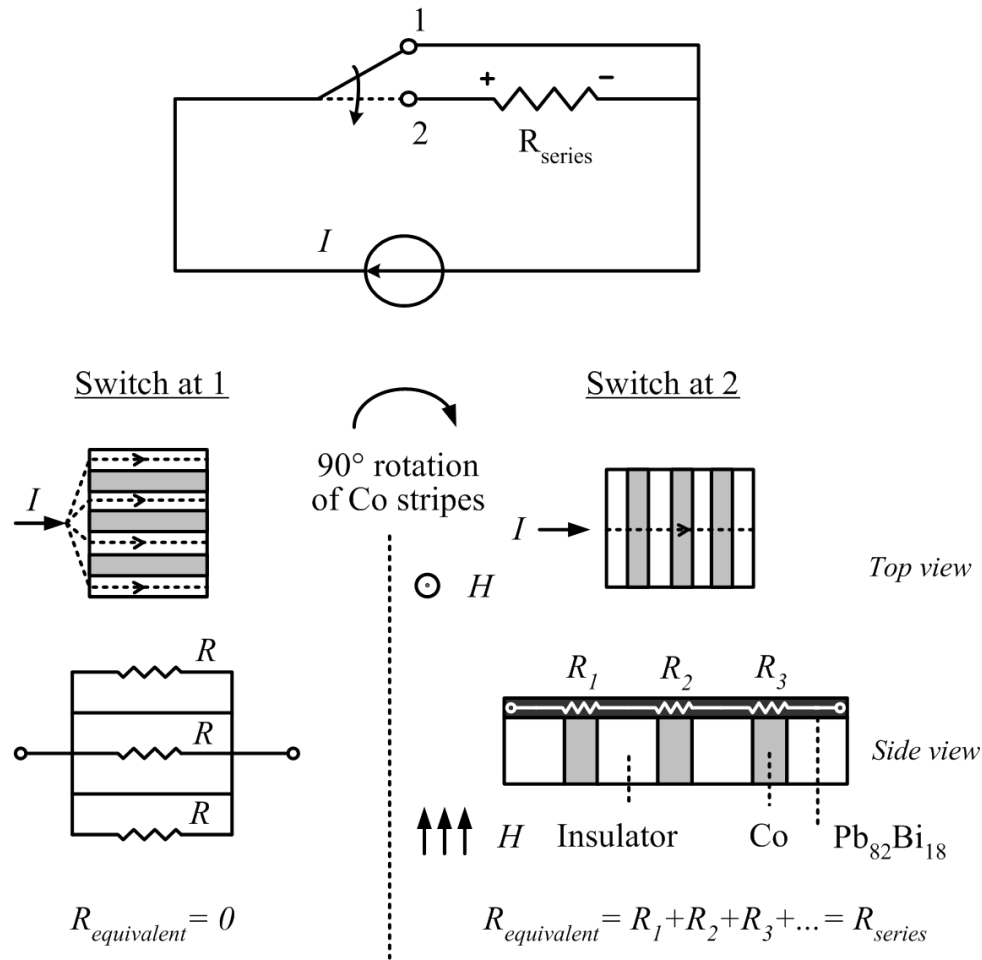 1
+ −
2
R_series
I
Switch at 1
Switch at 2
90° rotation
of Co stripes
I
I
H
Top view
R
R
R
R_1 R_2 R_3
Side view
H
Insulator
Co
Pb_82Bi_18
R_equivalent = 0
R_equivalent = R_1+R_2+R_3+...= R_series